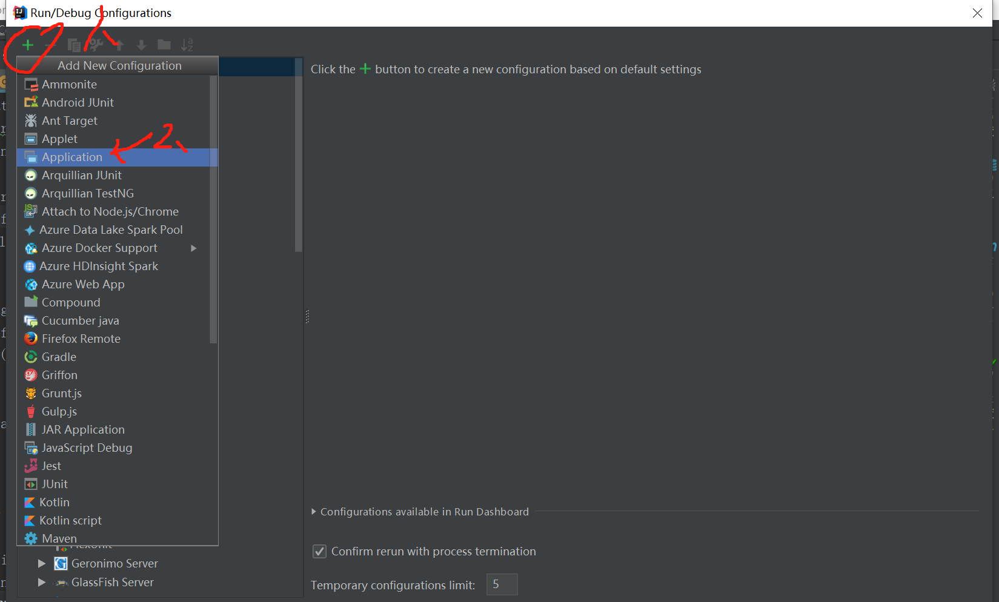 Run/Debug Configurations
1、
Add New Configuration
Click the + button to create a new configuration based on default settings
Ammonite
Android JUnit
Ant Target
Applet
2、
Application
Arquillian JUnit
Arquillian TestNG
Attach to Node.js/Chrome
Azure Data Lake Spark Pool
Azure Docker Support
Azure HDInsight Spark
Azure Web App
Compound
Cucumber java
Firefox Remote
Gradle
Griffon
Grunt.js
Gulp.js
JAR Application
JavaScript Debug
Jest
JUnit
Kotlin
Kotlin script
Maven
Geronimo Server
GlassFish Server
Configurations available in Run Dashboard
Confirm rerun with process termination
Temporary configurations limit: 5